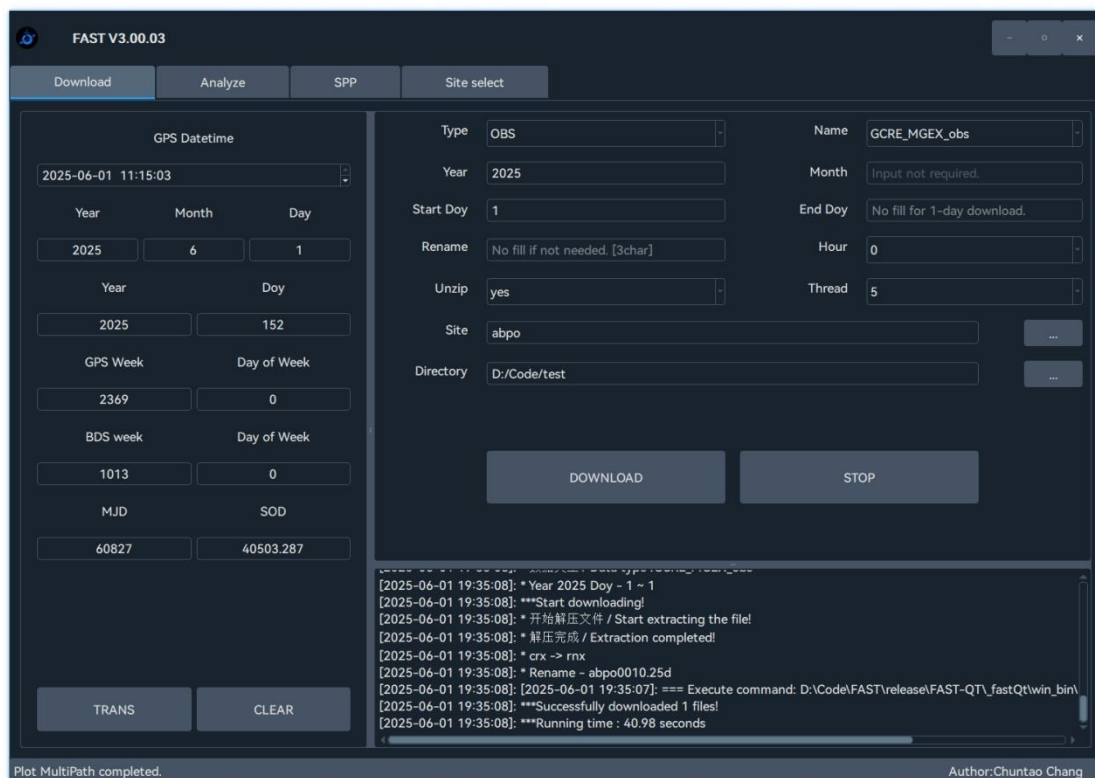 FAST V3.00.03
Download Analyze SPP Site select
GPS Datetime
2025-06-01 11:15:03
Year Month Day
2025 6 1
Year Doy
2025 152
GPS Week Day of Week
2369 0
BDS week Day of Week
1013 0
MJD SOD
60827 40503.287
TRANS CLEAR
Type OBS Name GCRE_MGEX_obs
Year 2025 Month Input not required.
Start Doy 1 End Doy No fill for 1-day download.
Rename No fill if not needed. [3char] Hour 0
Unzip yes Thread 5
Site abpo ...
Directory D:/Code/test ...
DOWNLOAD STOP
[2025-06-01 19:35:08]: * Year 2025 Doy - 1 ~ 1
[2025-06-01 19:35:08]: ***Start downloading!
[2025-06-01 19:35:08]: * 开始解压文件 / Start extracting the file!
[2025-06-01 19:35:08]: * 解压完成 / Extraction completed!
[2025-06-01 19:35:08]: * crx -> rnx
[2025-06-01 19:35:08]: * Rename - abpo0010.25d
[2025-06-01 19:35:08]: [2025-06-01 19:35:07]: === Execute command: D:\Code\FAST\release\FAST-QT\_fastQt\win_bin\
[2025-06-01 19:35:08]: ***Successfully downloaded 1 files!
[2025-06-01 19:35:08]: ***Running time : 40.98 seconds
Plot MultiPath completed. Author:Chuntao Chang